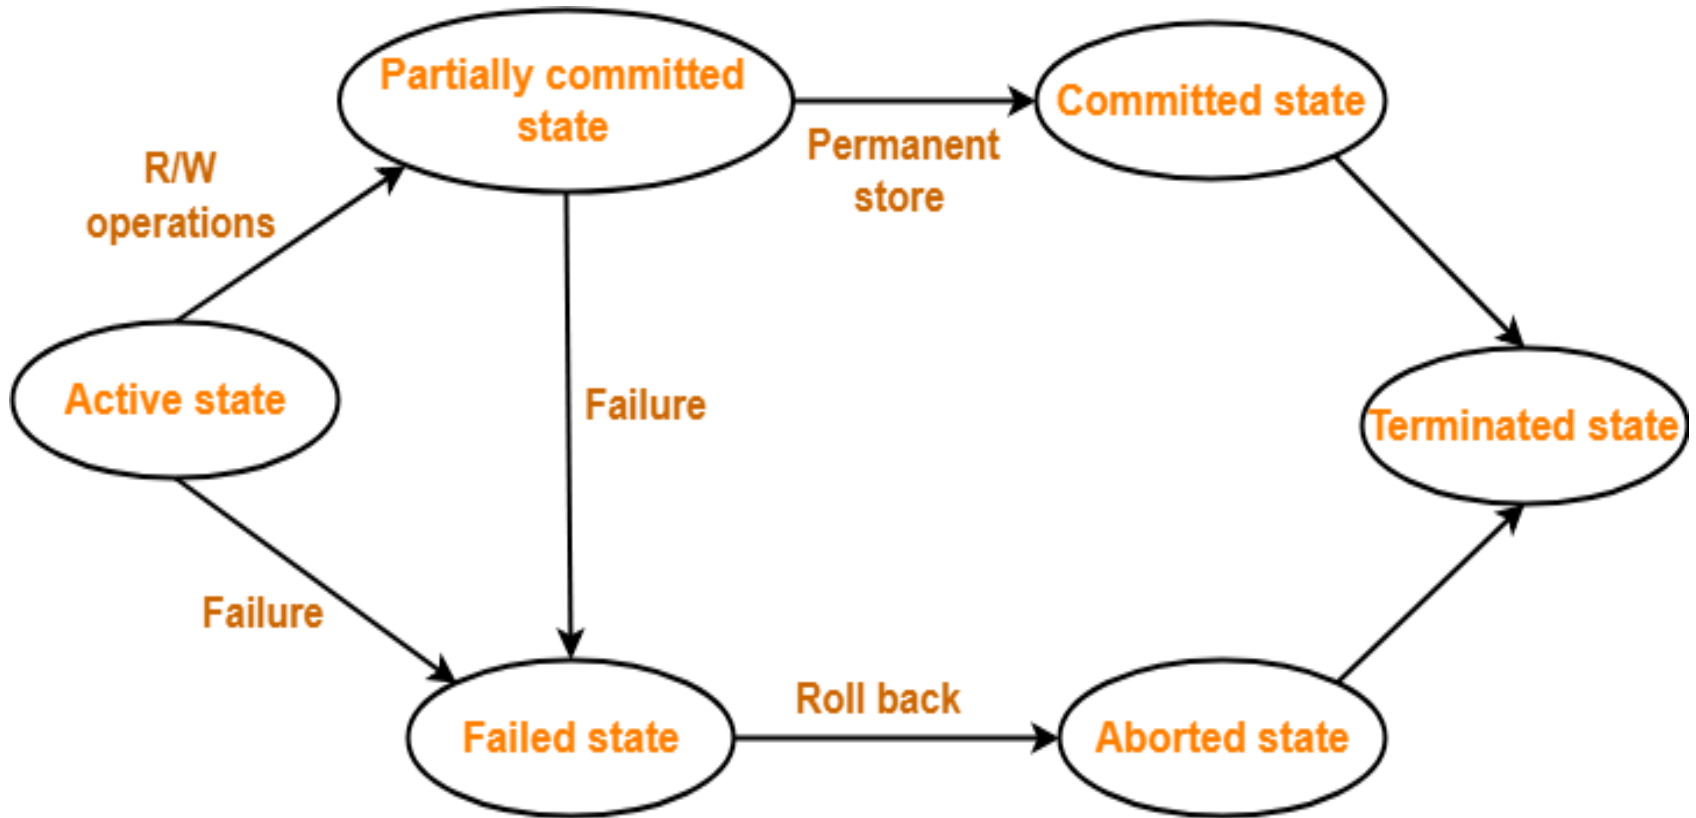 Partially committed
state
Committed state
Permanent
store
R/W
operations
Active state
Failure
Terminated state
Failure
Roll back
Failed state
Aborted state